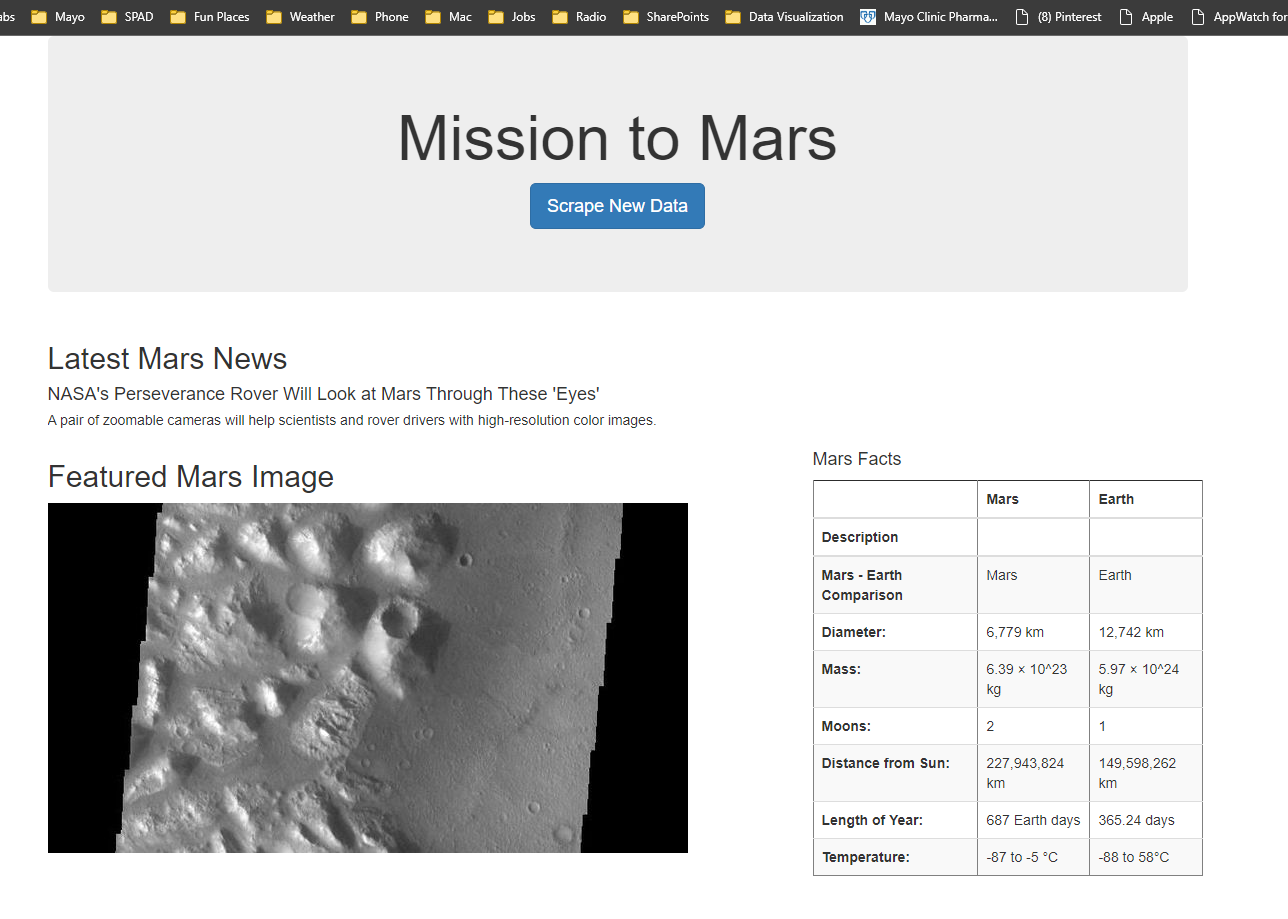 abs Mayo SPAD Fun Places Weather Phone Mac Jobs Radio SharePoints Data Visualization Mayo Clinic Pharma... (8) Pinterest Apple AppWatch for
Mission to Mars
Scrape New Data
Latest Mars News
NASA's Perseverance Rover Will Look at Mars Through These 'Eyes'
A pair of zoomable cameras will help scientists and rover drivers with high-resolution color images.
Featured Mars Image
Mars Facts
Mars Earth
Description
Mars - Earth
Comparison Mars Earth
Diameter: 6,779 km 12,742 km
Mass: 6.39 × 10^23 5.97 × 10^24
kg kg
Moons: 2 1
Distance from Sun: 227,943,824 149,598,262
km km
Length of Year: 687 Earth days 365.24 days
Temperature: -87 to -5 °C -88 to 58°C